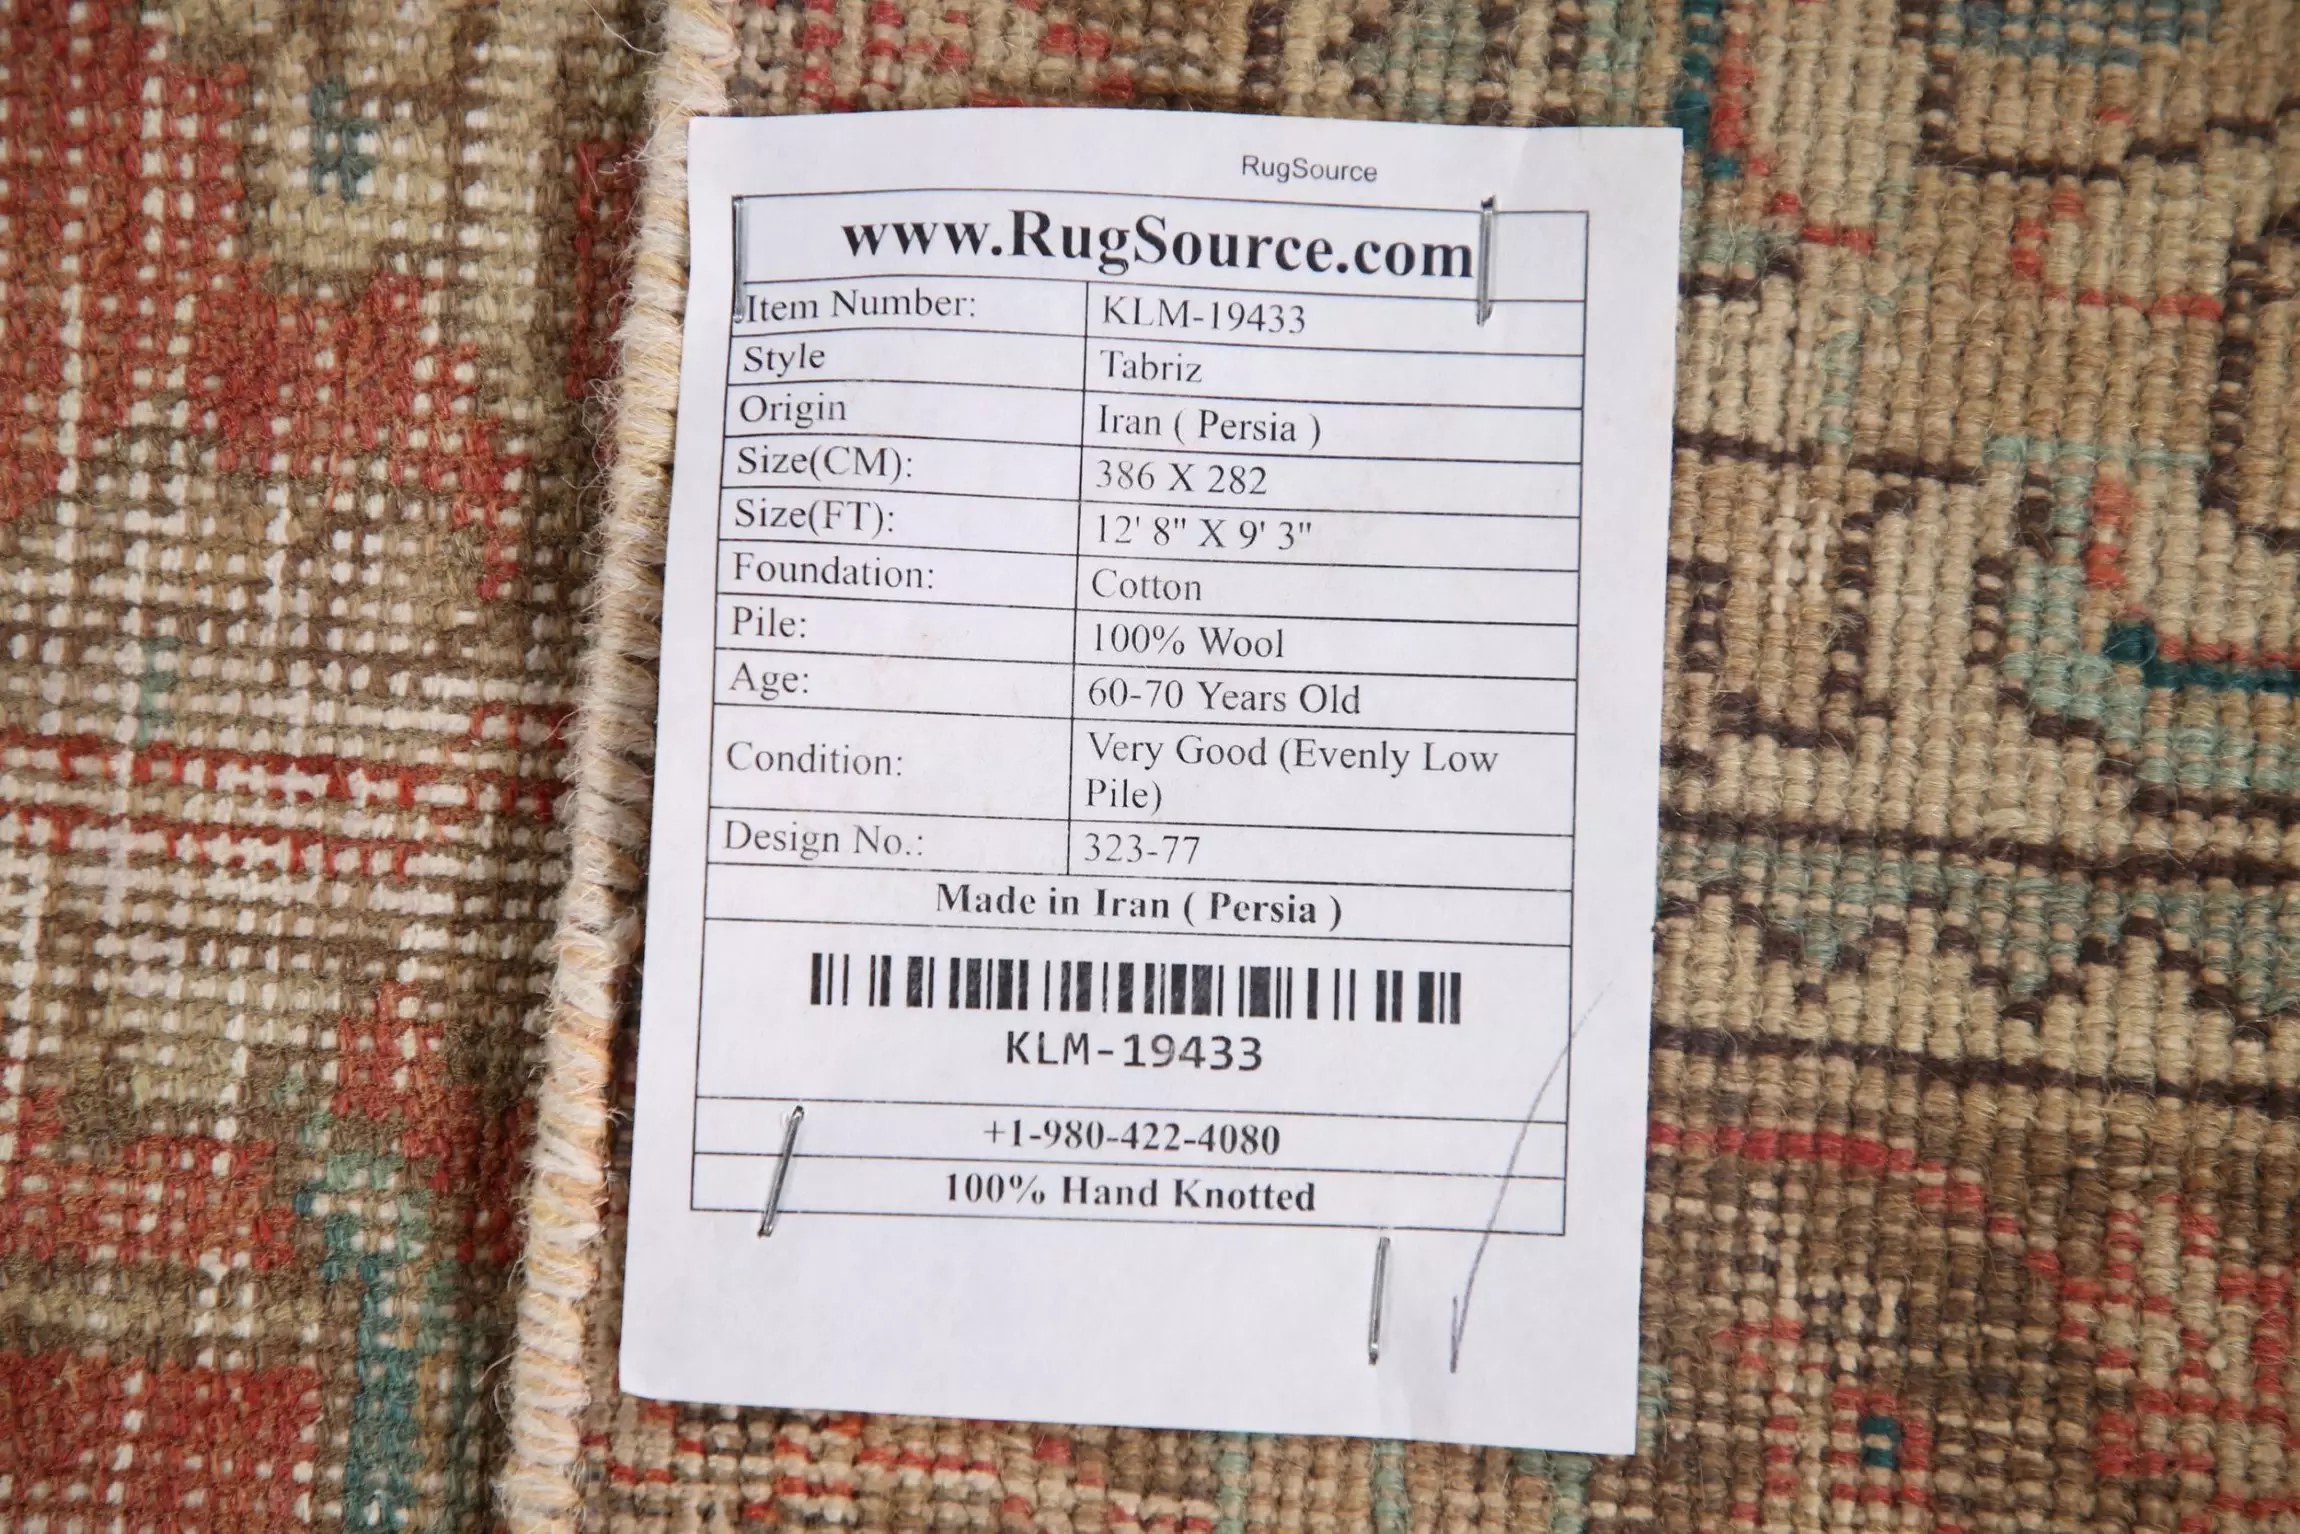 RugSource
www.RugSource.com
Item Number: KLM-19433
Style Tabriz
Origin Iran ( Persia )
Size(CM): 386 X 282
Size(FT): 12' 8" X 9' 3"
Foundation: Cotton
Pile: 100% Wool
Age: 60-70 Years Old
Condition: Very Good (Evenly Low
Pile)
Design No.: 323-77
Made in Iran ( Persia )
KLM-19433
+1-980-422-4080
100% Hand Knotted